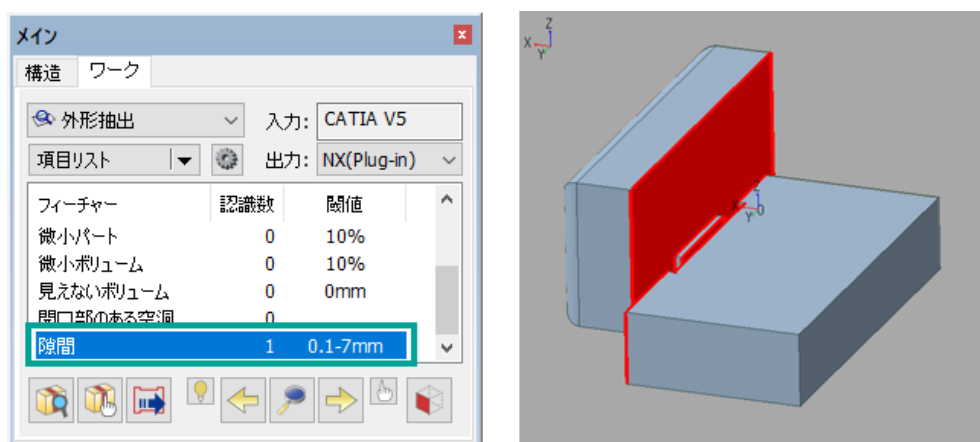 メイン
構造 ワーク
外形抽出 入力: CATIA V5
項目リスト 出力: NX(Plug-in)
フィーチャー 認識数 閾値
微小パート 0 10%
微小ボリューム 0 10%
見えないボリューム 0 0mm
開口部のある空洞 0
隙間 1 0.1-7mm
Z
X
Y
Z
X
Y 0